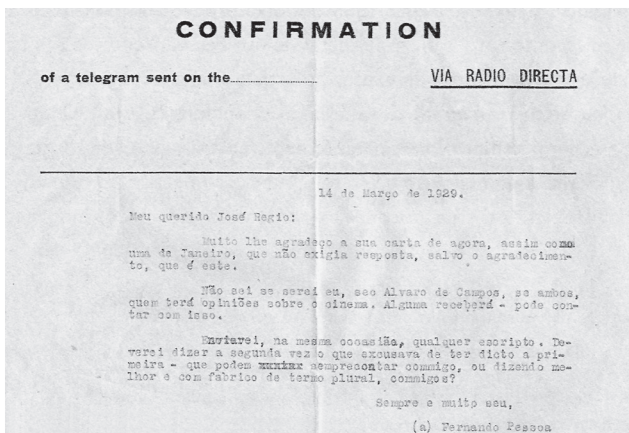 CONFIRMATION
of a telegram sent on the
VIA RADIO DIRECTA
14 de Março de 1929.
Meu querido José Regio:
Muito lhe agradeço a sua carta de agora, assim como
uma de Janeiro, que não exigia resposta, salvo o agradecimen-
to, que é este.
Não sei se serei eu, seo Alvaro de Campos, se ambos,
quem terá opiniões sobre o cinema. Alguma receberá - pode con-
tar com isso.
Enviarei, na mesma occasião, qualquer escripto. De-
verei dizer a segunda vez o que excusava de ter dicto a pri-
meira - que podem sempre contar commigo, ou dizendo me-
lhor e com fabrico de termo plural, commigos?
Sempre e muito seu,
(a) Fernando Pessoa